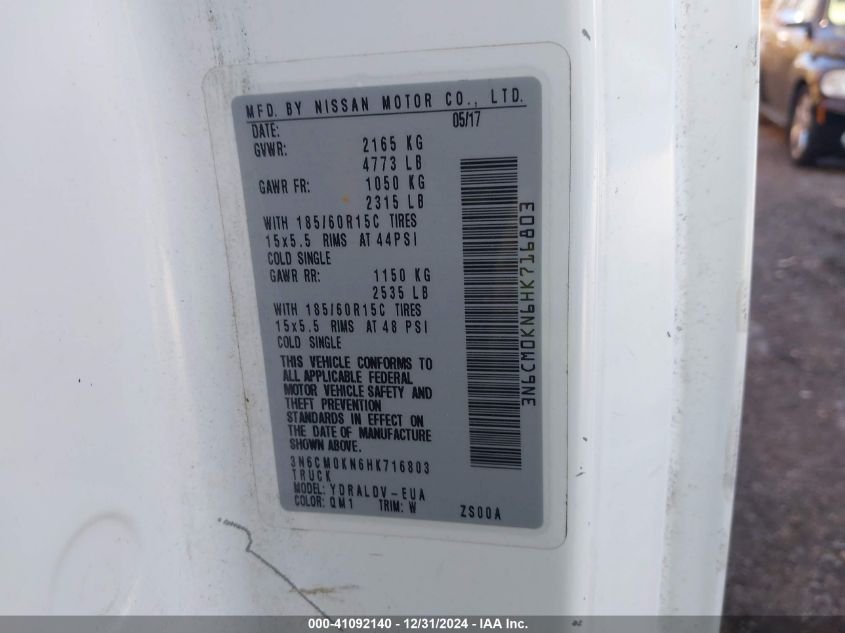 MFD. BY NISSAN MOTOR CO., LTD.
DATE: 05/17
GVWR: 2165 KG
4773 LB
GAWR FR: 1050 KG
2315 LB
WITH 185/60R15C TIRES
15x5.5 RIMS AT 44PSI
COLD SINGLE
GAWR RR: 1150 KG
2535 LB
WITH 185/60R15C TIRES
15x5.5 RIMS AT 48 PSI
COLD SINGLE
THIS VEHICLE CONFORMS TO
ALL APPLICABLE FEDERAL
MOTOR VEHICLE SAFETY AND
THEFT PREVENTION
STANDARDS IN EFFECT ON
THE DATE OF MANUFACTURE
SHOWN ABOVE.
3N6CM0KN6HK716803
TRUCK
MODEL: YDRALDV-EUA
COLOR: QM1 TRIM: W ZS00A
3N6CM0KN6HK716803
000-41092140 - 12/31/2024 - IAA Inc.